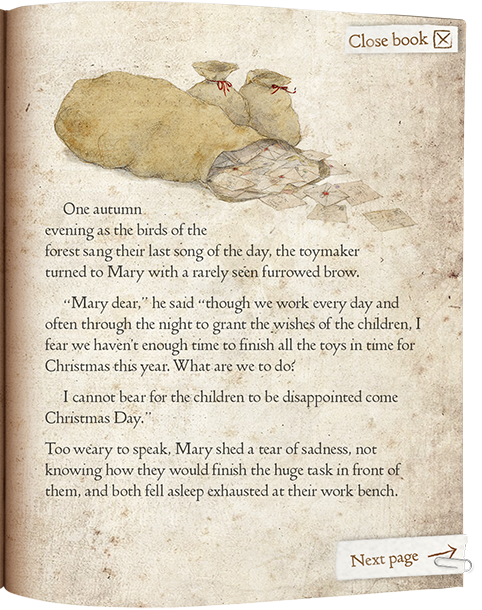 Close book
One autumn
evening as the birds of the
forest sang their last song of the day, the toymaker
turned to Mary with a rarely seen furrowed brow.
“Mary dear,” he said “though we work every day and
often through the night to grant the wishes of the children, I
fear we haven't enough time to finish all the toys in time for
Christmas this year. What are we to do?
I cannot bear for the children to be disappointed come
Christmas Day.”
Too weary to speak, Mary shed a tear of sadness, not
knowing how they would finish the huge task in front of
them, and both fell asleep exhausted at their work bench.
Next page